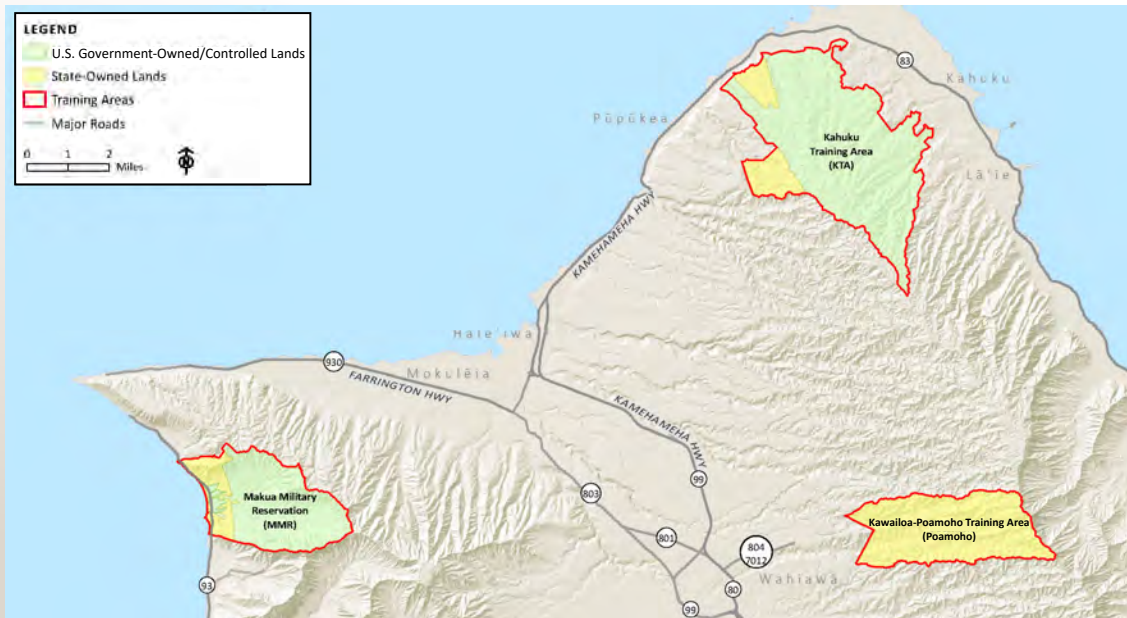 LEGEND
U.S. Government-Owned/Controlled Lands
State-Owned Lands
Training Areas
Major Roads
0 1 2
Miles
N
83
Kahuku
Pūpūkea
Kahuku
Training Area
(KTA)
Lā'ie
KAMEHAMEHA HWY
Hale'iwa
930
Mokulēia
FARRINGTON HWY
KAMEHAMEHA HWY
99
Makua Military
Reservation
(MMR)
803
Kawailoa-Poamoho Training Area
(Poamoho)
801
804
7012
Wahiawā
93
80
99